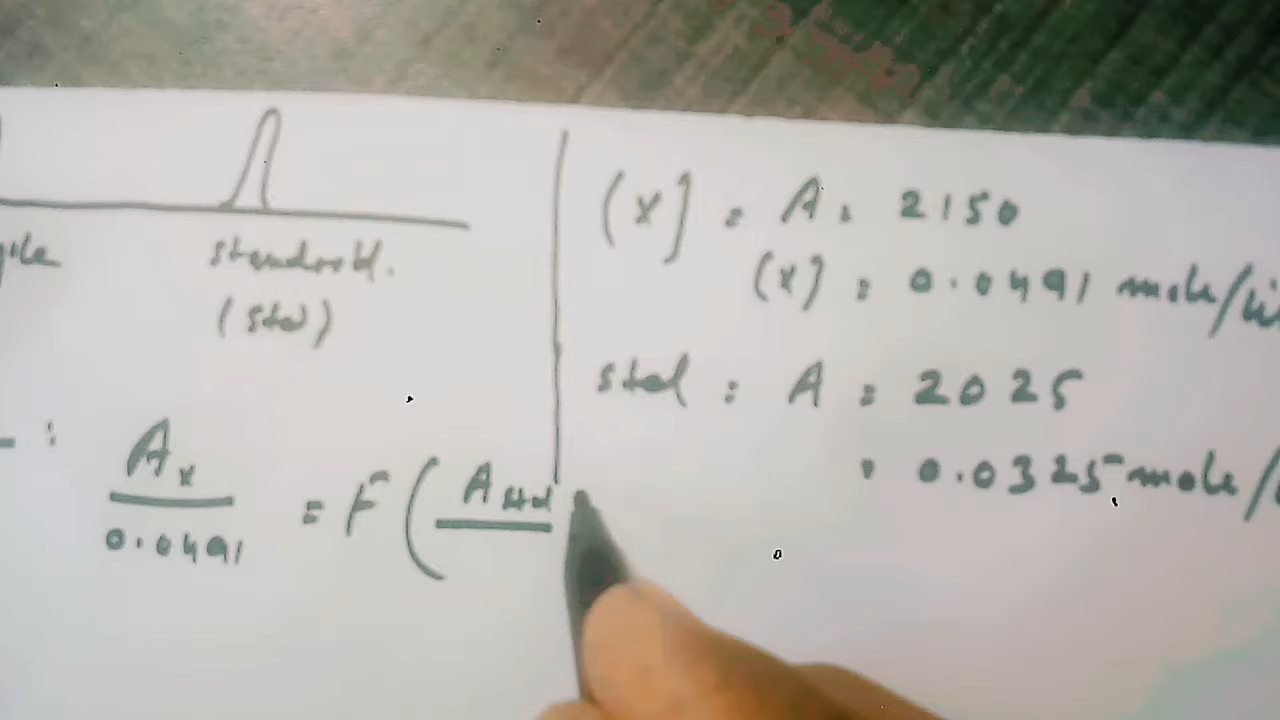 standard.
(std)
(x] = A = 2150
(x) = 0.0491 mole/
std = A = 2025
= 0.0325 mole/
Ax = F ( Astd
0.0491